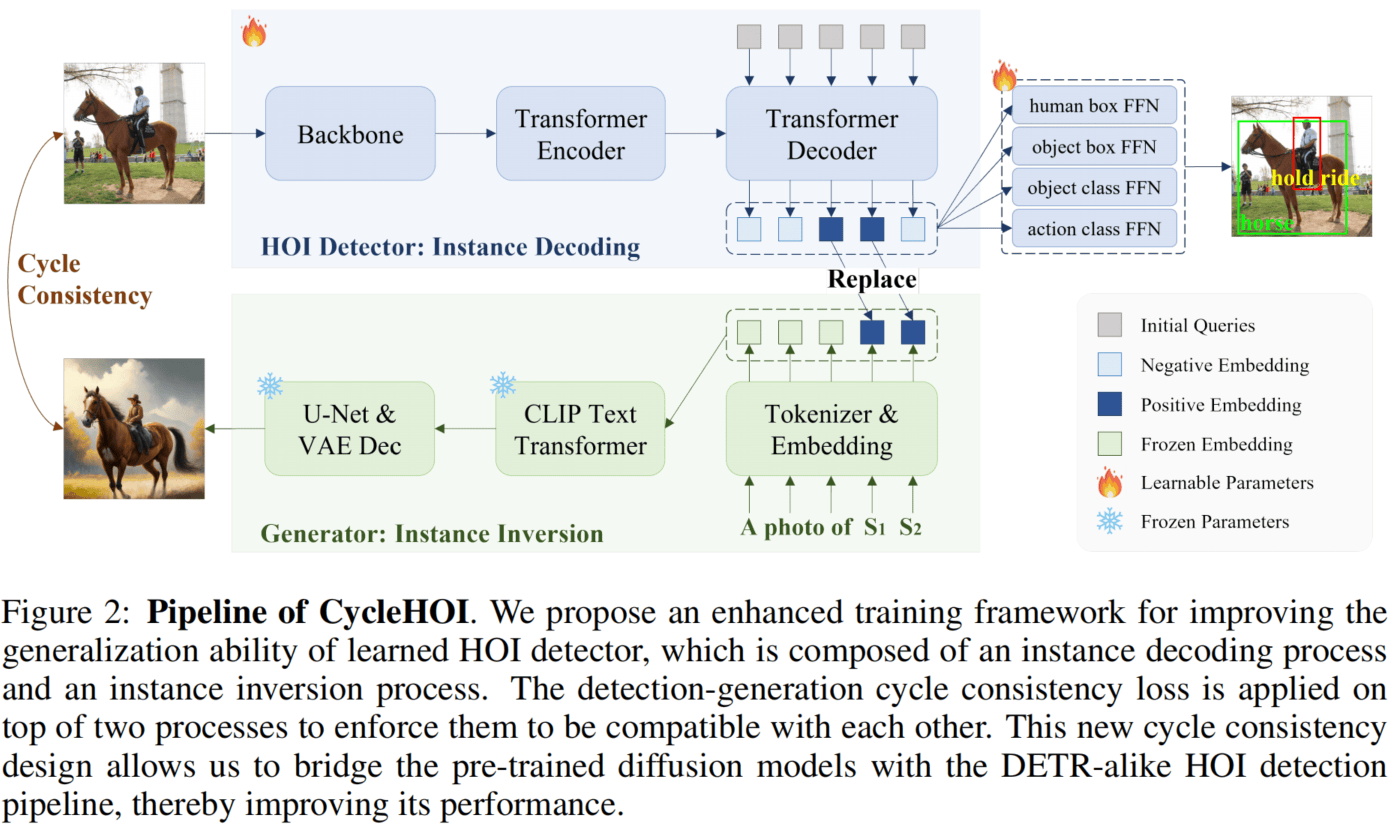 Backbone
Transformer
Encoder
Transformer
Decoder
human box FFN
object box FFN
object class FFN
action class FFN
hold ride
horse
HOI Detector: Instance Decoding
Cycle
Consistency
Replace
U-Net &
VAE Dec
CLIP Text
Transformer
Tokenizer &
Embedding
Generator: Instance Inversion
A photo of S1 S2
Initial Queries
Negative Embedding
Positive Embedding
Frozen Embedding
Learnable Parameters
Frozen Parameters
Figure 2: Pipeline of CycleHOI. We propose an enhanced training framework for improving the
generalization ability of learned HOI detector, which is composed of an instance decoding process
and an instance inversion process. The detection-generation cycle consistency loss is applied on
top of two processes to enforce them to be compatible with each other. This new cycle consistency
design allows us to bridge the pre-trained diffusion models with the DETR-alike HOI detection
pipeline, thereby improving its performance.